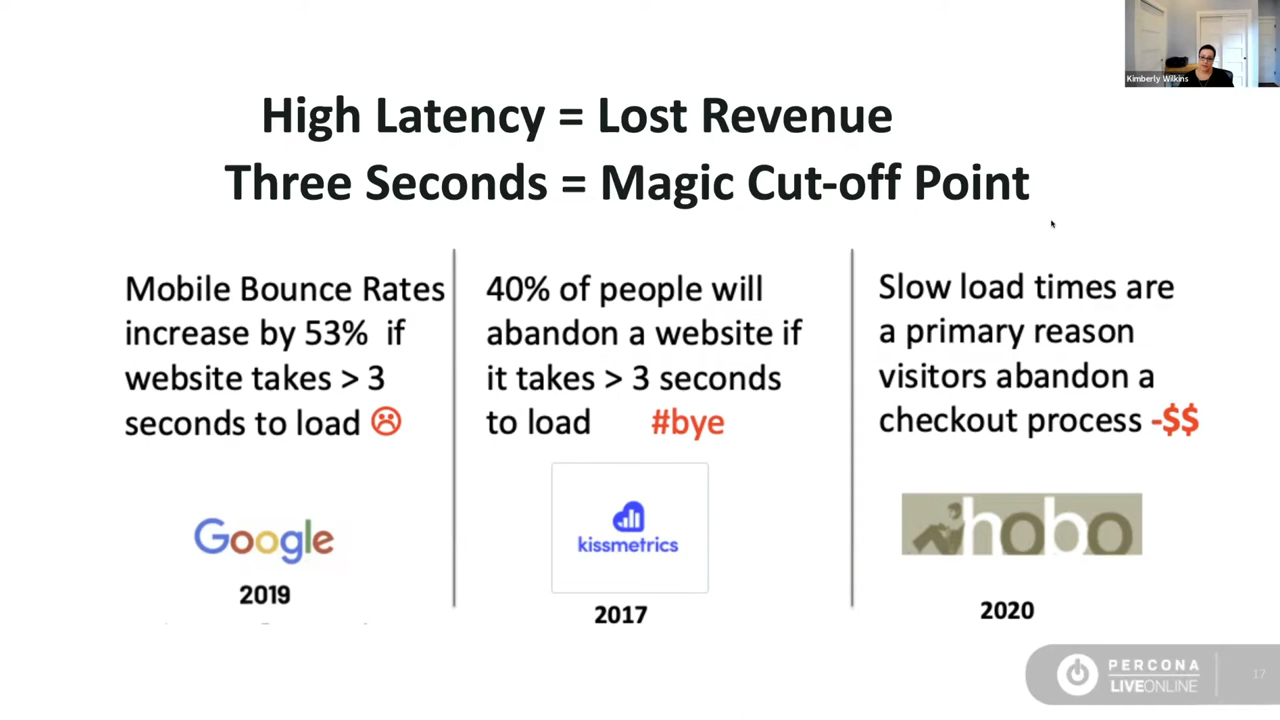 Kimberly Wilkins
High Latency = Lost Revenue
Three Seconds = Magic Cut-off Point
Mobile Bounce Rates
increase by 53% if
website takes > 3
seconds to load ☹
Google
2019
40% of people will
abandon a website if
it takes > 3 seconds
to load #bye
kissmetrics
2017
Slow load times are
a primary reason
visitors abandon a
checkout process -$$
hobo
2020
PERCONA
LIVEONLINE
17